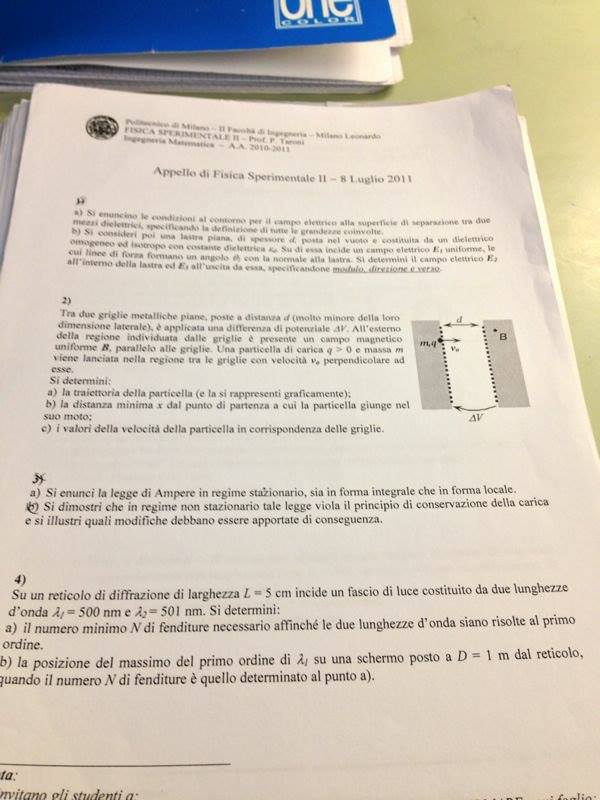 one
COLOR
Politecnico di Milano – II Facoltà di Ingegneria – Milano Leonardo
FISICA SPERIMENTALE II – Prof. P. Taroni
Ingegneria Matematica – A.A. 2010-2011
Appello di Fisica Sperimentale II – 8 Luglio 2011
1)
a) Si enuncino le condizioni al contorno per il campo elettrico alla superficie di separazione tra due
mezzi dielettrici, specificando la definizione di tutte le grandezze coinvolte.
b) Si consideri poi una lastra piana, di spessore d, posta nel vuoto e costituita da un dielettrico
omogeneo ed isotropo con costante dielettrica κ₀. Su di essa incide un campo elettrico E₁ uniforme, le
cui linee di forza formano un angolo θ₁ con la normale alla lastra. Si determini il campo elettrico E₂
all'interno della lastra ed E₃ all'uscita da essa, specificandone modulo, direzione e verso.
2)
Tra due griglie metalliche piane, poste a distanza d (molto minore della loro
dimensione laterale), è applicata una differenza di potenziale ΔV. All'esterno
della regione individuata dalle griglie è presente un campo magnetico
uniforme B, parallelo alle griglie. Una particella di carica q > 0 e massa m
viene lanciata nella regione tra le griglie con velocità vₒ perpendicolare ad
esse.
Si determini:
a) la traiettoria della particella (e la si rappresenti graficamente);
b) la distanza minima x dal punto di partenza a cui la particella giunge nel
suo moto;
c) i valori della velocità della particella in corrispondenza delle griglie.
d
m,q
vₒ
B
ΔV
3)
a) Si enunci la legge di Ampere in regime stazionario, sia in forma integrale che in forma locale.
b) Si dimostri che in regime non stazionario tale legge viola il principio di conservazione della carica
e si illustri quali modifiche debbano essere apportate di conseguenza.
4)
Su un reticolo di diffrazione di larghezza L = 5 cm incide un fascio di luce costituito da due lunghezze
d'onda λ₁ = 500 nm e λ₂ = 501 nm. Si determini:
a) il numero minimo N di fenditure necessario affinché le due lunghezze d'onda siano risolte al primo
ordine.
b) la posizione del massimo del primo ordine di λ₁ su una schermo posto a D = 1 m dal reticolo,
quando il numero N di fenditure è quello determinato al punto a).
ta:
nvitano gli studenti a:
foglio: